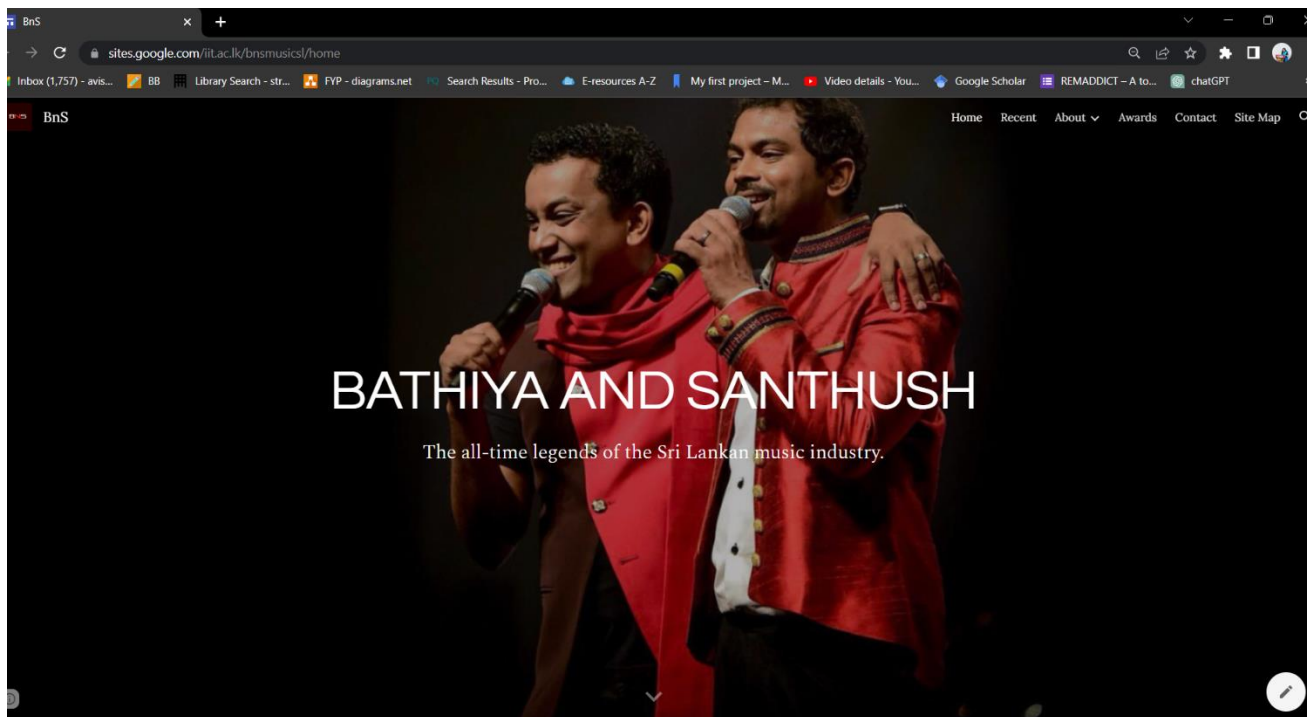 BnS
sites.google.com/iit.ac.lk/bnsmusicsl/home
Inbox (1,757) - avis... BB Library Search - str... FYP - diagrams.net Search Results - Pro... E-resources A-Z My first project – M... Video details - You... Google Scholar REMADDICT – A to... chatGPT
BNS BnS Home Recent About Awards Contact Site Map
BATHIYA AND SANTHUSH
The all-time legends of the Sri Lankan music industry.